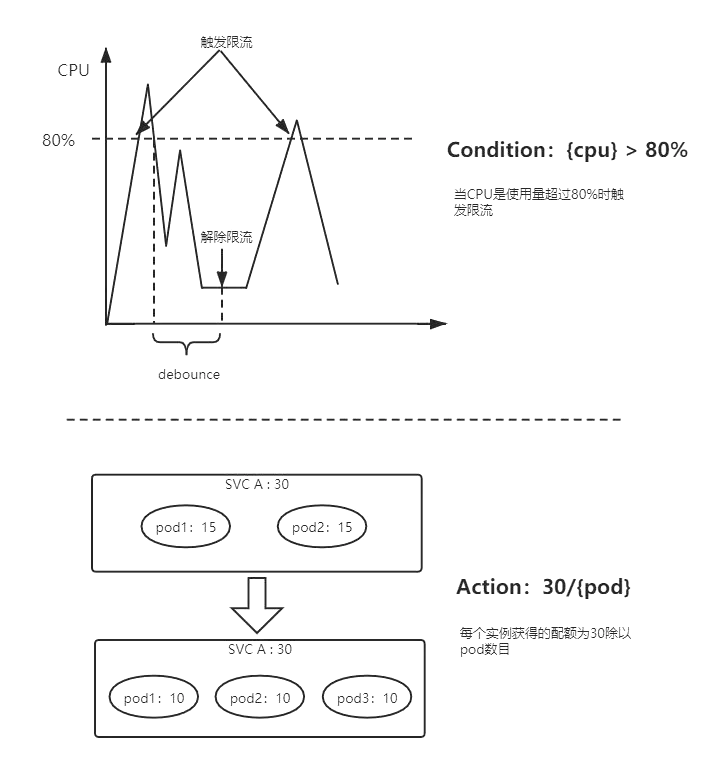 触发限流
CPU
80%
Condition：{cpu} > 80%
当CPU是使用量超过80%时触
发限流
解除限流
debounce
SVC A : 30
pod1：15
pod2：15
Action：30/{pod}
每个实例获得的配额为30除以
pod数目
SVC A : 30
pod1：10
pod2：10
pod3：10